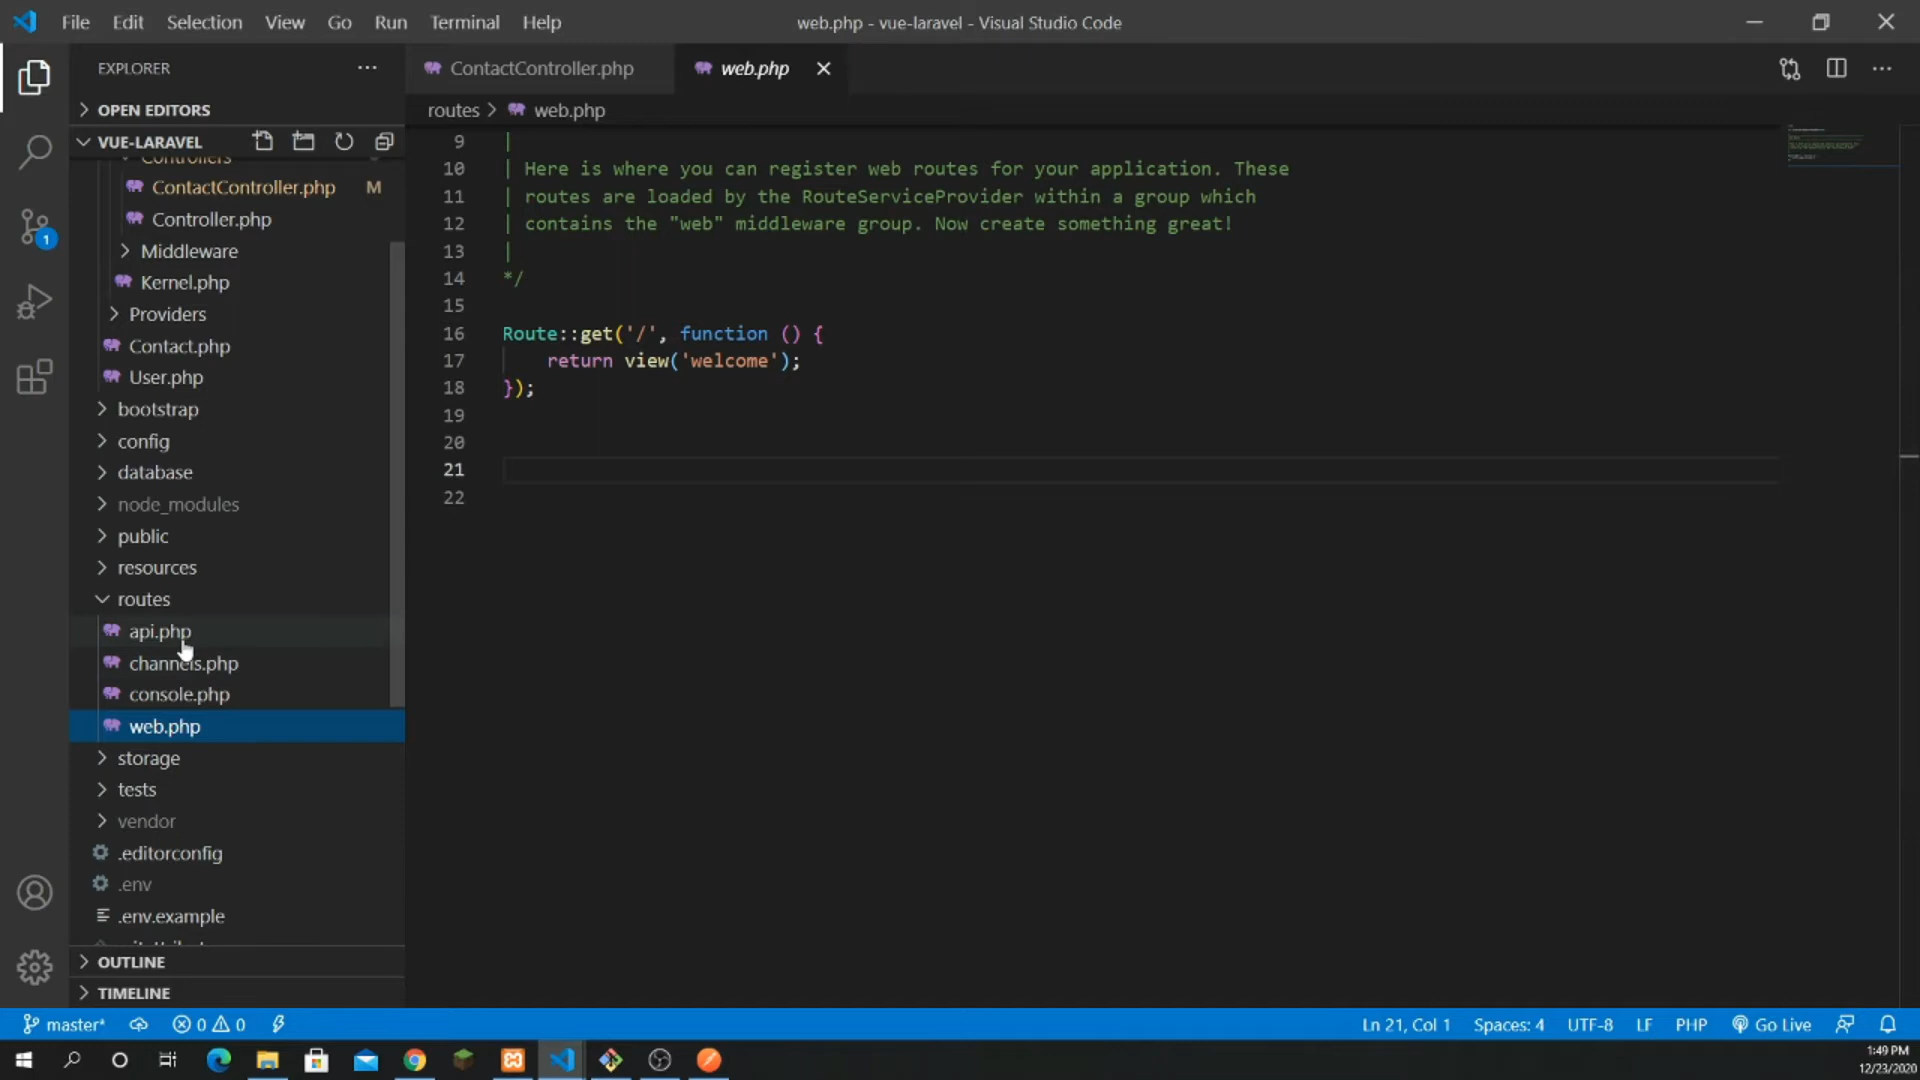 File Edit Selection View Go Run Terminal Help
web.php - vue-laravel - Visual Studio Code
EXPLORER
OPEN EDITORS
VUE-LARAVEL
Controllers
ContactController.php M
Controller.php
Middleware
Kernel.php
Providers
Contact.php
User.php
bootstrap
config
database
node_modules
public
resources
routes
api.php
channels.php
console.php
web.php
storage
tests
vendor
.editorconfig
.env
.env.example
OUTLINE
TIMELINE
1
ContactController.php
web.php
routes > web.php
9 |
10 | Here is where you can register web routes for your application. These
11 | routes are loaded by the RouteServiceProvider within a group which
12 | contains the "web" middleware group. Now create something great!
13 |
14 */
15
16 Route::get('/', function () {
17 return view('welcome');
18 });
19
20
21
22
master* 0 0
Ln 21, Col 1 Spaces: 4 UTF-8 LF PHP Go Live
1:49 PM
12/23/2020